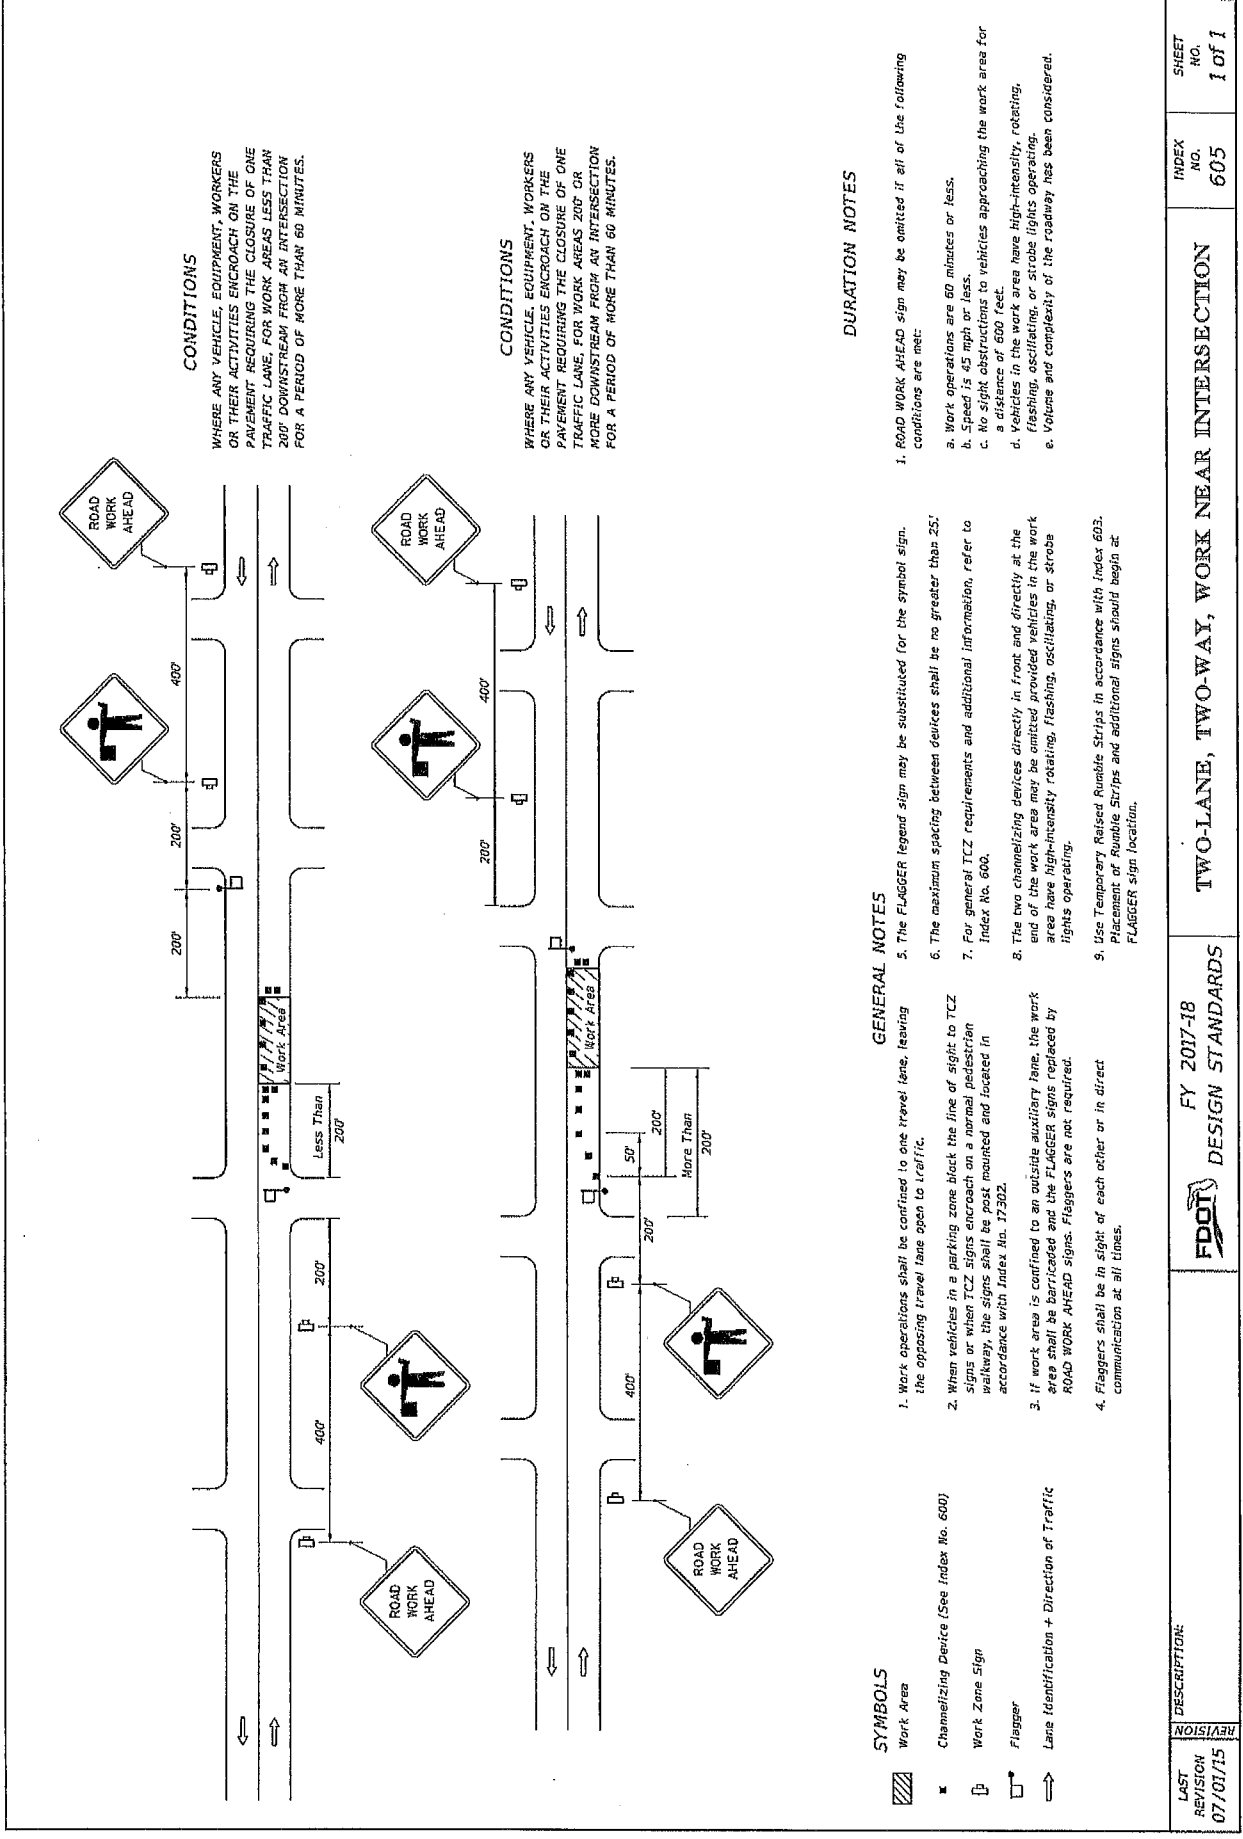 ROAD
WORK
AHEAD
400'
200'
200'
Work Area
Less Than
200'
200'
400'
ROAD
WORK
AHEAD
CONDITIONS
WHERE ANY VEHICLE, EQUIPMENT, WORKERS
OR THEIR ACTIVITIES ENCROACH ON THE
PAVEMENT REQUIRING THE CLOSURE OF ONE
TRAFFIC LANE, FOR WORK AREAS LESS THAN
200' DOWNSTREAM FROM AN INTERSECTION
FOR A PERIOD OF MORE THAN 60 MINUTES.
ROAD
WORK
AHEAD
400'
200'
Work Area
50'
200'
More Than
200'
200'
400'
ROAD
WORK
AHEAD
CONDITIONS
WHERE ANY VEHICLE, EQUIPMENT, WORKERS
OR THEIR ACTIVITIES ENCROACH ON THE
PAVEMENT REQUIRING THE CLOSURE OF ONE
TRAFFIC LANE, FOR WORK AREAS 200' OR
MORE DOWNSTREAM FROM AN INTERSECTION
FOR A PERIOD OF MORE THAN 60 MINUTES.
SYMBOLS
Work Area
Channelizing Device (See Index No. 600)
Work Zone Sign
Flagger
Lane Identification + Direction of Traffic
GENERAL NOTES
1. Work operations shall be confined to one travel lane, leaving
the opposing travel lane open to traffic.
2. When vehicles in a parking zone block the line of sight to TCZ
signs or when TCZ signs encroach on a normal pedestrian
walkway, the signs shall be post mounted and located in
accordance with Index No. 17302.
3. If work area is confined to an outside auxiliary lane, the work
area shall be barricaded and the FLAGGER signs replaced by
ROAD WORK AHEAD signs. Flaggers are not required.
4. Flaggers shall be in sight of each other or in direct
communication at all times.
5. The FLAGGER legend sign may be substituted for the symbol sign.
6. The maximum spacing between devices shall be no greater than 25'.
7. For general TCZ requirements and additional information, refer to
Index No. 600.
8. The two channelizing devices directly in front and directly at the
end of the work area may be omitted provided vehicles in the work
area have high-intensity rotating, flashing, oscillating, or strobe
lights operating.
9. Use Temporary Raised Rumble Strips in accordance with Index 603.
Placement of Rumble Strips and additional signs should begin at
FLAGGER sign location.
DURATION NOTES
1. ROAD WORK AHEAD sign may be omitted if all of the following
conditions are met:
a. Work operations are 60 minutes or less.
b. Speed is 45 mph or less.
c. No sight obstructions to vehicles approaching the work area for
a distance of 600 feet.
d. Vehicles in the work area have high-intensity, rotating,
flashing, oscillating, or strobe lights operating.
e. Volume and complexity of the roadway has been considered.
LAST
REVISION
07/01/15
REVISION
DESCRIPTION:
FDOT
FY 2017-18
DESIGN STANDARDS
TWO-LANE, TWO-WAY, WORK NEAR INTERSECTION
INDEX
NO.
605
SHEET
NO.
1 of 1